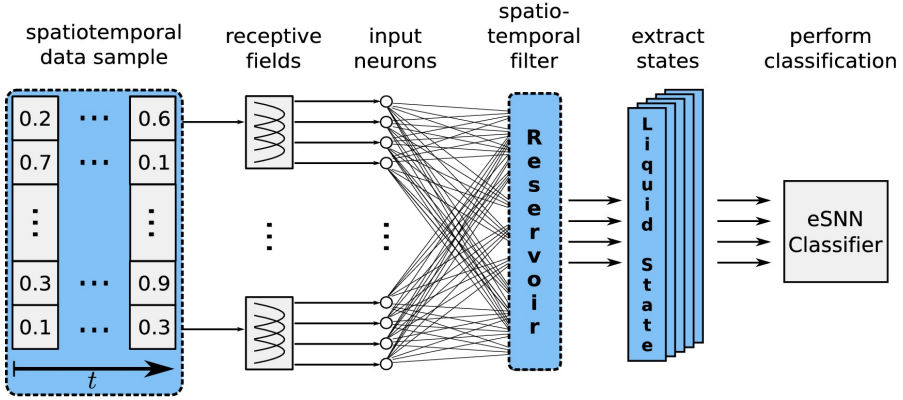 spatiotemporal
data sample
receptive
fields
input
neurons
spatio-
temporal
filter
extract
states
perform
classification
0.2 ... 0.6
0.7 ... 0.1
⋮ ⋮
0.3 ... 0.9
0.1 ... 0.3
t
⋮ ⋮
Reservoir
Liquid State
eSNN
Classifier